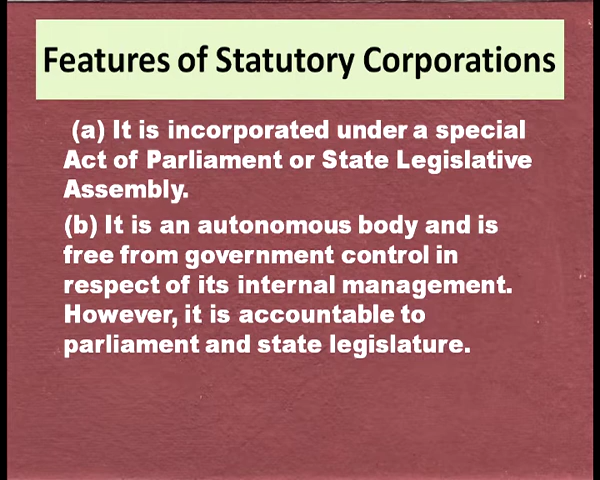 Features of Statutory Corporations
(a) It is incorporated under a special
Act of Parliament or State Legislative
Assembly.
(b) It is an autonomous body and is
free from government control in
respect of its internal management.
However, it is accountable to
parliament and state legislature.